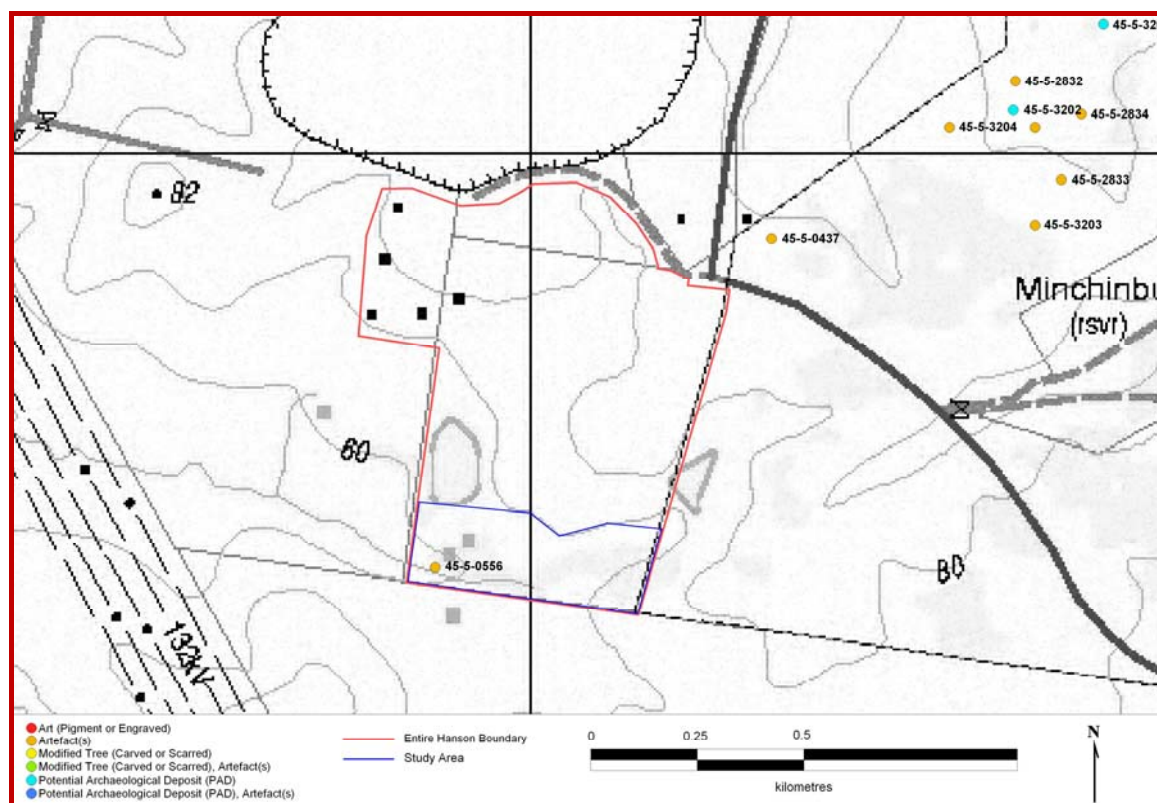 45-5-32
45-5-2832
45-5-3202
45-5-2834
45-5-3204
45-5-2833
82
45-5-3203
45-5-0437
Minchinbu
(rsvr)
60
45-5-0556
80
132kV
Art (Pigment or Engraved)
Artefact(s)
Modified Tree (Carved or Scarred)
Modified Tree (Carved or Scarred), Artefact(s)
Potential Archaeological Deposit (PAD)
Potential Archaeological Deposit (PAD), Artefact(s)
Entire Hanson Boundary
Study Area
0 0.25 0.5
kilometres
N